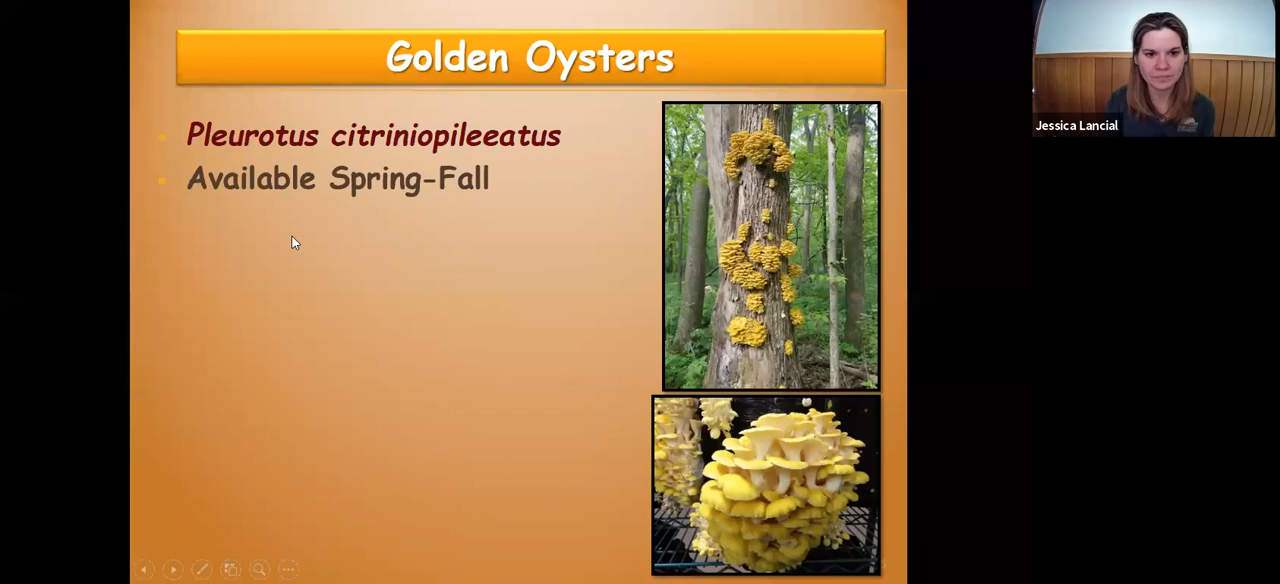 Golden Oysters
Pleurotus citriniopileeatus
Available Spring-Fall
Jessica Lancial